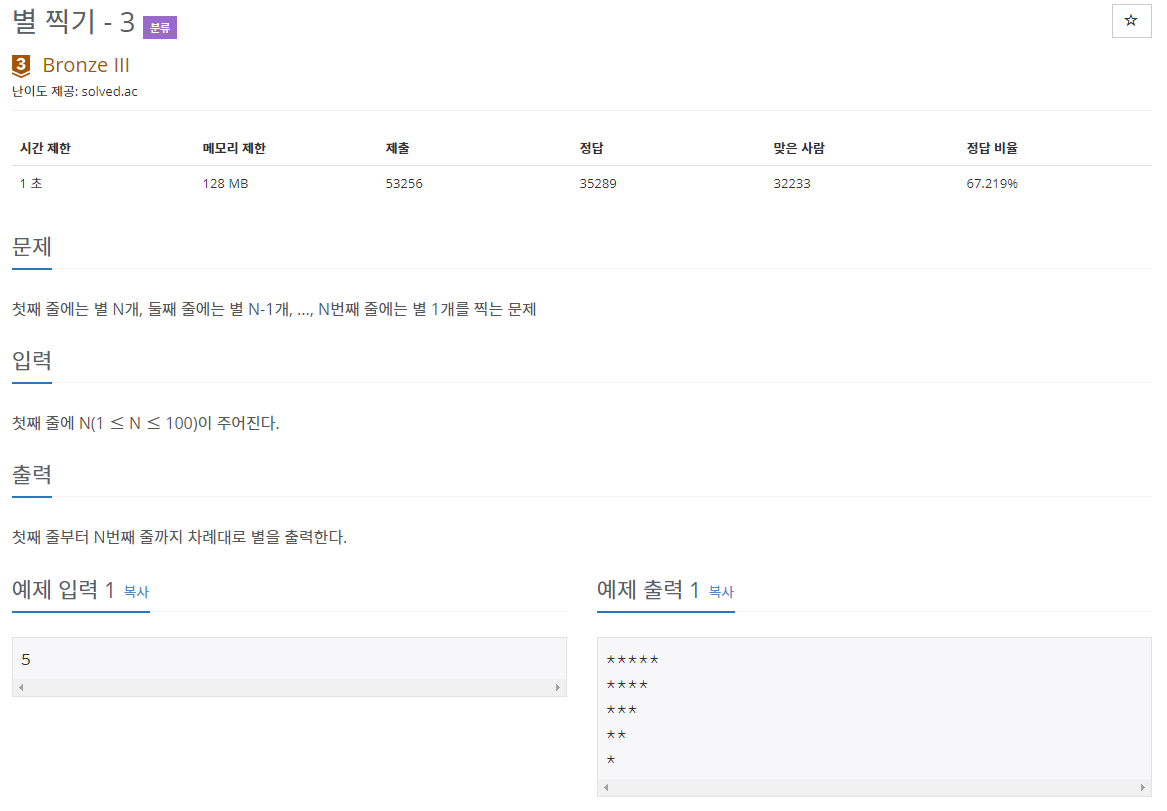 별 찍기 - 3 분류
☆
3 Bronze III
난이도 제공: solved.ac
시간 제한 메모리 제한 제출 정답 맞은 사람 정답 비율
1 초 128 MB 53256 35289 32233 67.219%
문제
첫째 줄에는 별 N개, 둘째 줄에는 별 N-1개, ..., N번째 줄에는 별 1개를 찍는 문제
입력
첫째 줄에 N(1 ≤ N ≤ 100)이 주어진다.
출력
첫째 줄부터 N번째 줄까지 차례대로 별을 출력한다.
예제 입력 1 복사
5
예제 출력 1 복사
*****
****
***
**
*